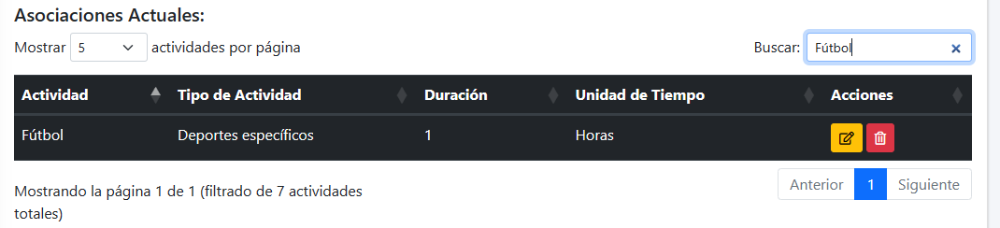 Asociaciones Actuales:
Mostrar 5 actividades por página Buscar: Fútbol
Actividad Tipo de Actividad Duración Unidad de Tiempo Acciones
Fútbol Deportes específicos 1 Horas
Mostrando la página 1 de 1 (filtrado de 7 actividades
totales)
Anterior 1 Siguiente